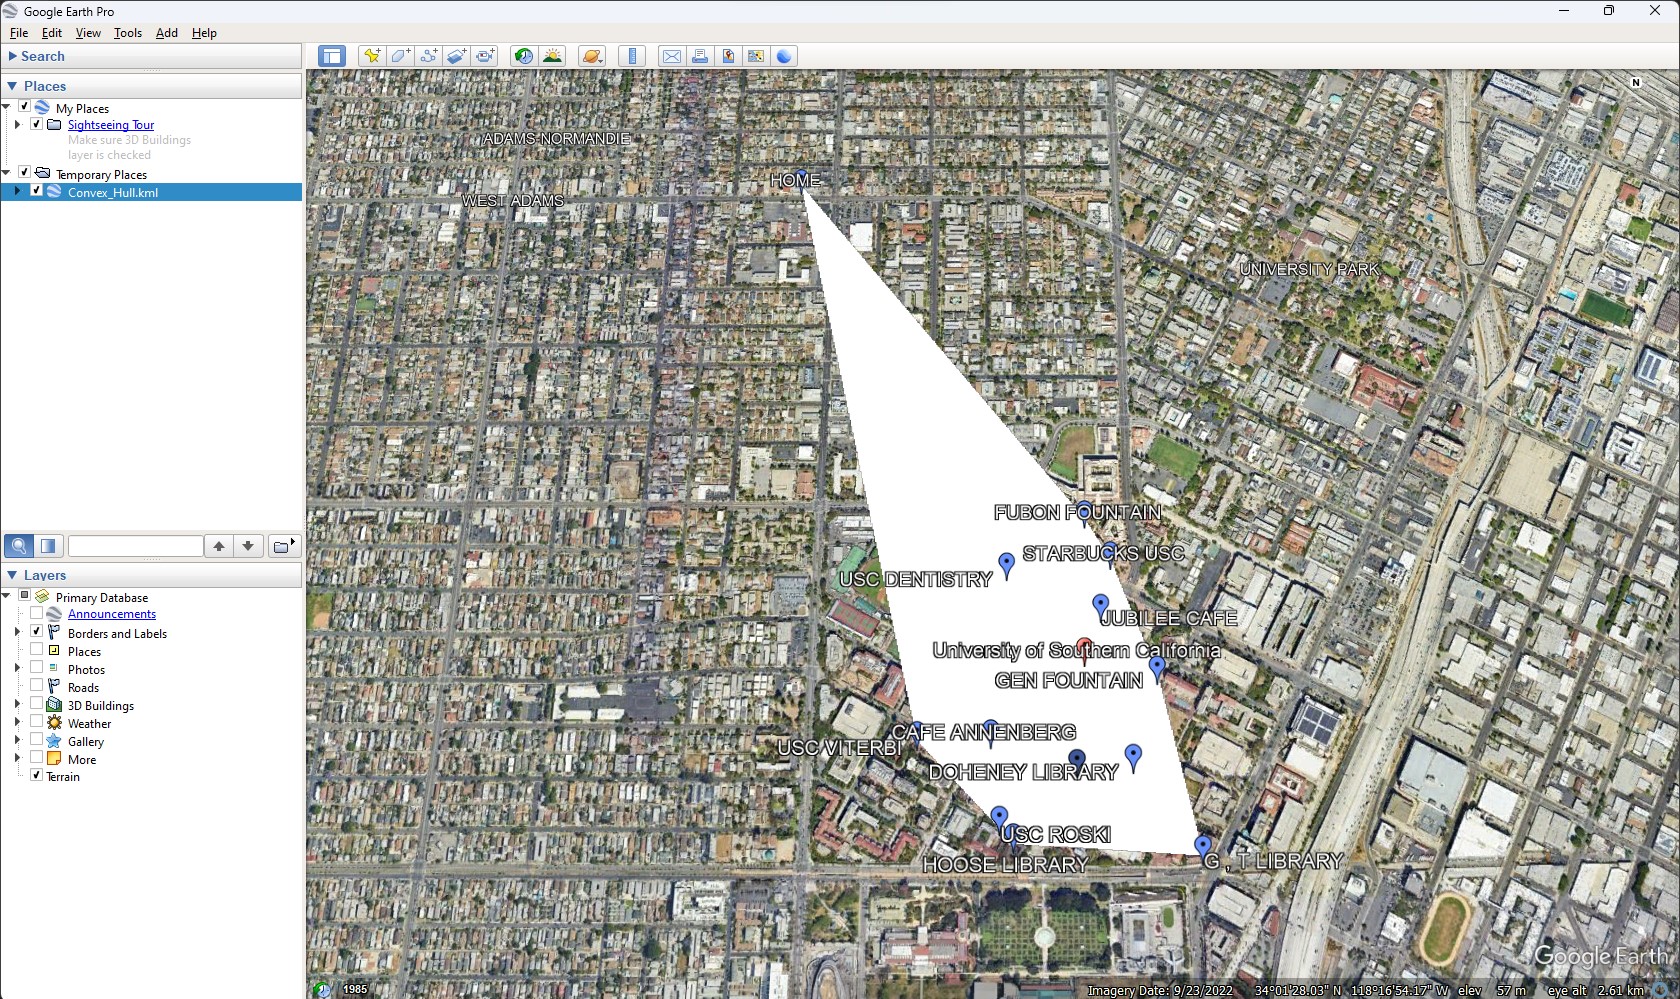 Google Earth Pro
File Edit View Tools Add Help
Search
Places
My Places
Sightseeing Tour
Make sure 3D Buildings
layer is checked
Temporary Places
Convex_Hull.kml
Layers
Primary Database
Announcements
Borders and Labels
Places
Photos
Roads
3D Buildings
Weather
Gallery
More
Terrain
N
ADAMS-NORMANDIE
HOME
WEST ADAMS
UNIVERSITY PARK
FUBON FOUNTAIN
STARBUCKS USC
USC DENTISTRY
JUBILEE CAFE
University of Southern California
GEN FOUNTAIN
CAFE ANNENBERG
USC VITERBI
DOHENEY LIBRARY
USC ROSKI
HOOSE LIBRARY
G , T LIBRARY
Google Earth
1985
Imagery Date: 9/23/2022 34°01'28.03" N 118°16'54.17" W elev 57 m eye alt 2.61 km